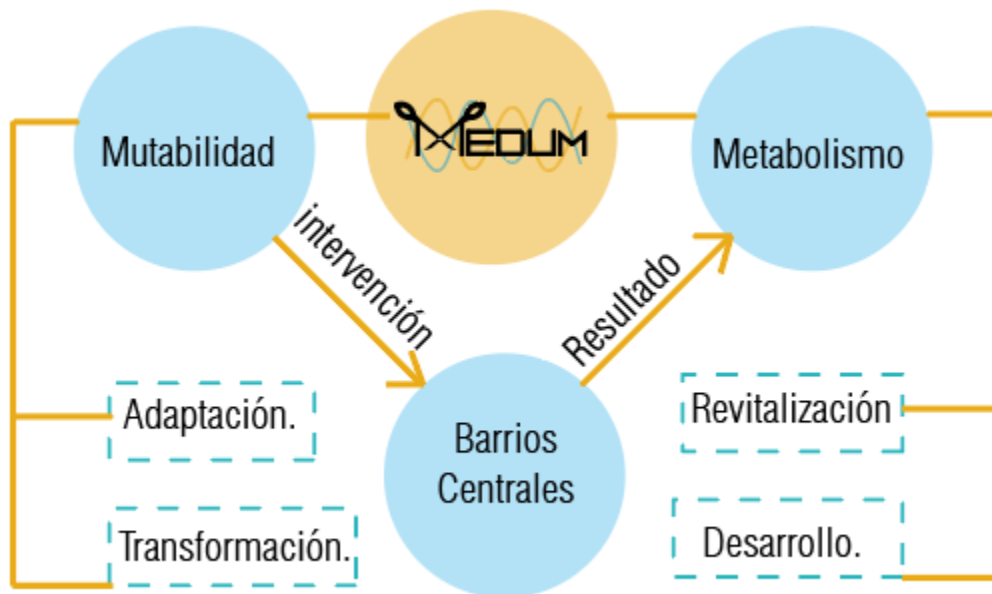 Mutabilidad
MEDUM
Metabolismo
intervención
Resultado
Adaptación.
Barrios
Centrales
Revitalización
Transformación.
Desarrollo.